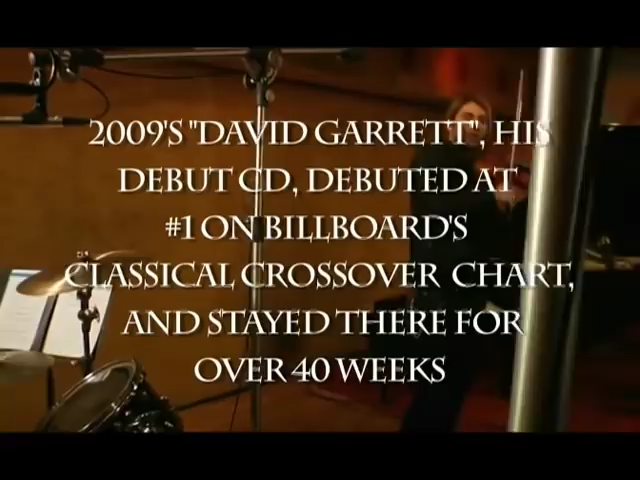 2009'S "DAVID GARRETT", HIS
DEBUT CD, DEBUTED AT
#1 ON BILLBOARD'S
CLASSICAL CROSSOVER CHART,
AND STAYED THERE FOR
OVER 40 WEEKS